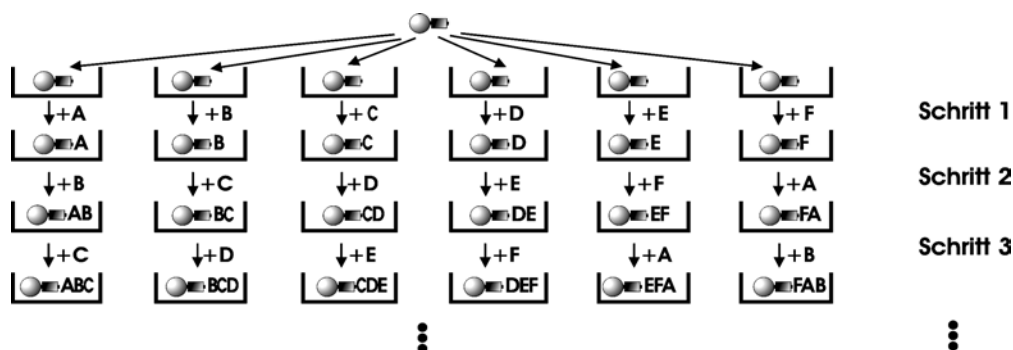 +A +B +C +D +E +F Schritt 1
A B C D E F
+B +C +D +E +F +A Schritt 2
AB BC CD DE EF FA
+C +D +E +F +A +B Schritt 3
ABC BCD CDE DEF EFA FAB